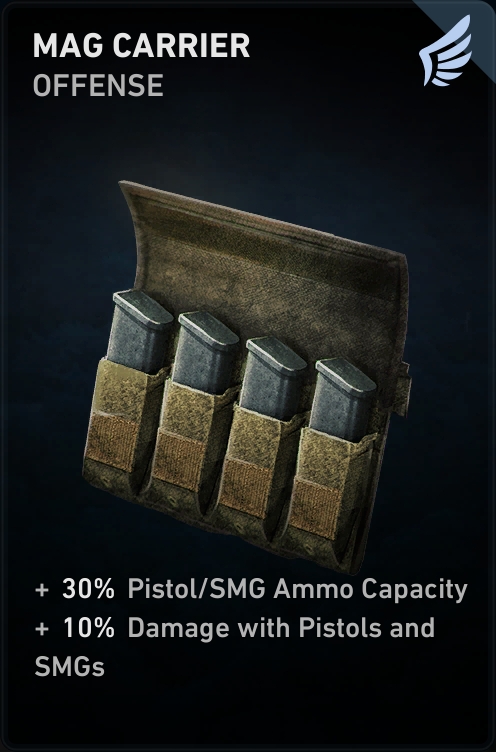 MAG CARRIER
OFFENSE
+ 30% Pistol/SMG Ammo Capacity
+ 10% Damage with Pistols and
SMGs